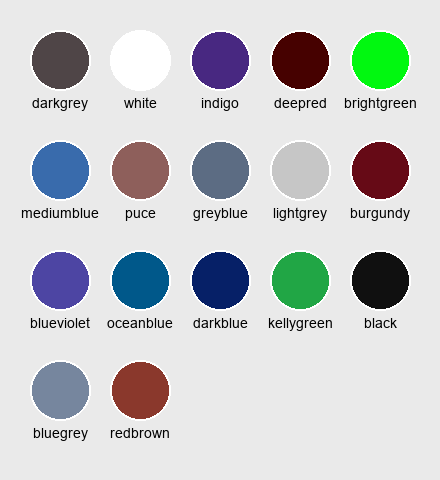 darkgrey white indigo deepred brightgreen
mediumblue puce greyblue lightgrey burgundy
blueviolet oceanblue darkblue kellygreen black
bluegrey redbrown